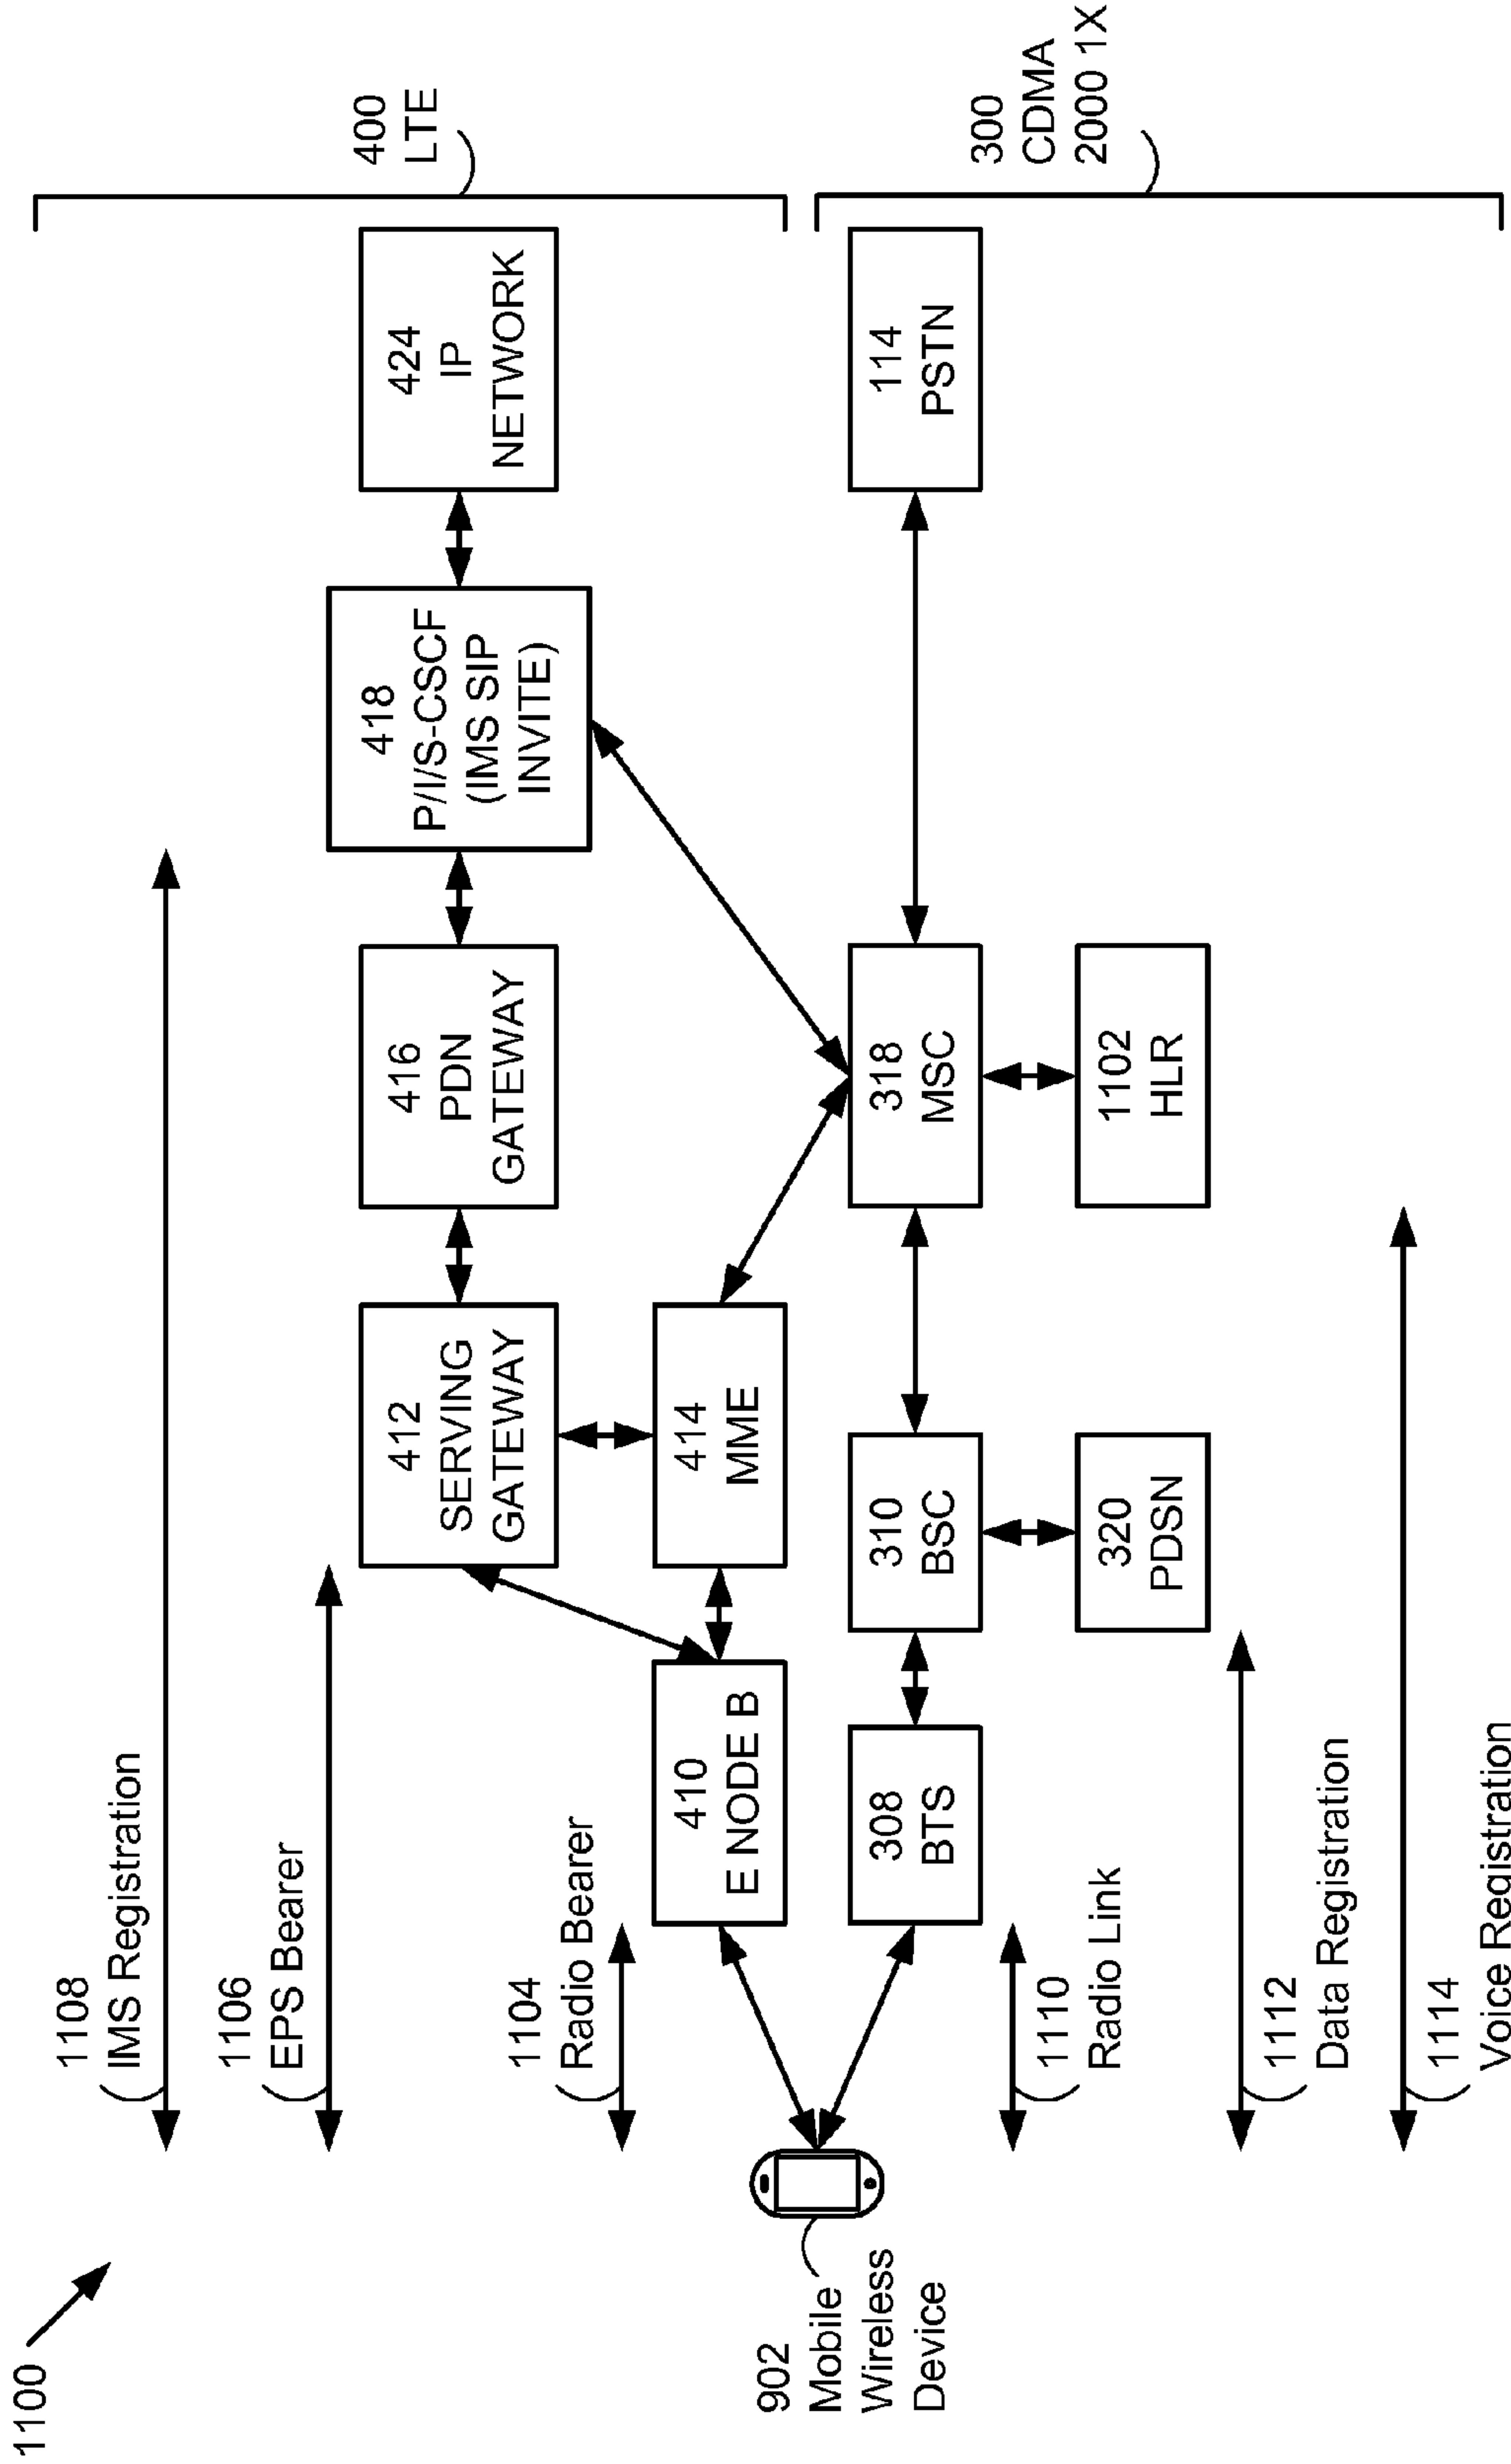 1100
1108
IMS Registration
1106
EPS Bearer
1104
Radio Bearer
902
Mobile
Wireless
Device
410
E NODE B
412
SERVING
GATEWAY
414
MME
416
PDN
GATEWAY
418
P/I/S-CSCF
(IMS SIP
INVITE)
424
IP
NETWORK
400
LTE
308
BTS
310
BSC
320
PDSN
318
MSC
1102
HLR
114
PSTN
300
CDMA
2000 1X
1110
Radio Link
1112
Data Registration
1114
Voice Registration